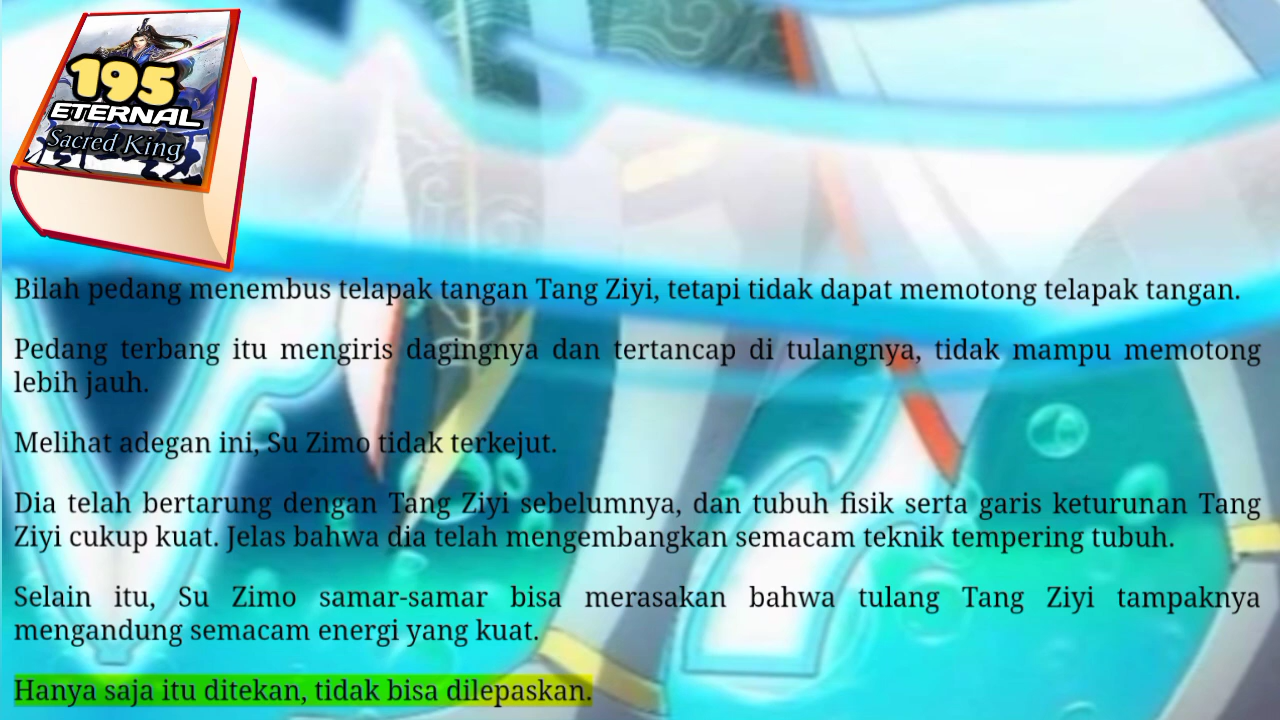 195
ETERNAL
Sacred King
Bilah pedang menembus telapak tangan Tang Ziyi, tetapi tidak dapat memotong telapak tangan.
Pedang terbang itu mengiris dagingnya dan tertancap di tulangnya, tidak mampu memotong
lebih jauh.
Melihat adegan ini, Su Zimo tidak terkejut.
Dia telah bertarung dengan Tang Ziyi sebelumnya, dan tubuh fisik serta garis keturunan Tang
Ziyi cukup kuat. Jelas bahwa dia telah mengembangkan semacam teknik tempering tubuh.
Selain itu, Su Zimo samar-samar bisa merasakan bahwa tulang Tang Ziyi tampaknya
mengandung semacam energi yang kuat.
Hanya saja itu ditekan, tidak bisa dilepaskan.